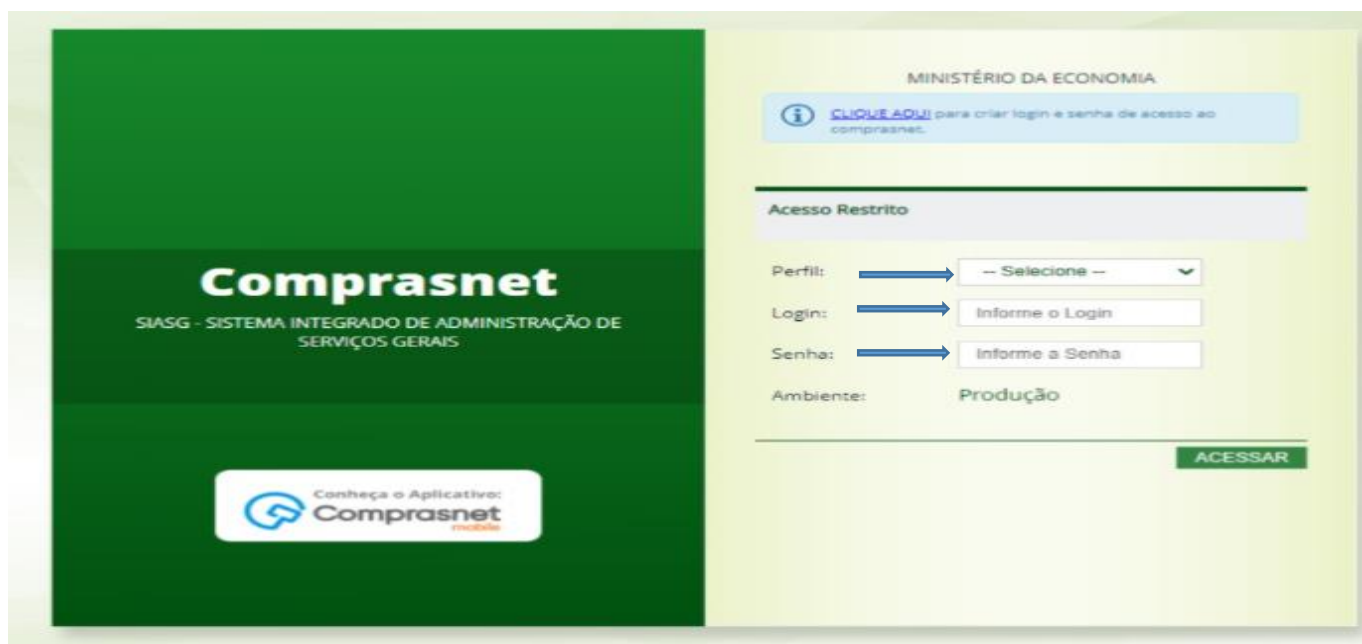 MINISTÉRIO DA ECONOMIA
CLIQUE AQUI para criar login e senha de acesso ao
comprasnet.
Acesso Restrito
Perfil:
-- Selecione --
Login:
Informe o Login
Senha:
Informe a Senha
Ambiente:
Produção
ACESSAR
Comprasnet
SIASG - SISTEMA INTEGRADO DE ADMINISTRAÇÃO DE
SERVIÇOS GERAIS
Conheça o Aplicativo:
Comprasnet
mobile